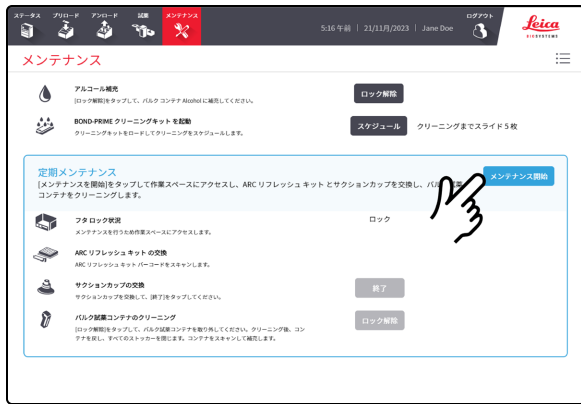 ステータス プリロード アンロード 試薬 メンテナンス
5:16 午前 | 21/11月/2023 | Jane Doe
ログアウト
Leica
BIOSYSTEMS
メンテナンス
アルコール補充
[ロック解除]をタップして、バルク コンテナ Alcohol に補充してください。
ロック解除
BOND-PRIME クリーニングキット を起動
クリーニングキットをロードしてクリーニングをスケジュールします。
スケジュール
クリーニングまでスライド 5 枚
定期メンテナンス
[メンテナンスを開始]をタップして作業スペースにアクセスし、ARC リフレッシュ キット とサクションカップを交換し、バルク試薬
コンテナをクリーニングします。
メンテナンス開始
フタ ロック状況
メンテナンスを行うため作業スペースにアクセスします。
ロック
ARC リフレッシュ キット の交換
ARC リフレッシュ キット バーコードをスキャンします。
サクションカップの交換
サクションカップを交換して、[終了]をタップしてください。
終了
バルク試薬コンテナのクリーニング
[ロック解除]をタップして、バルク試薬コンテナを取り外してください。クリーニング後、コン
テナを戻し、すべてのストッカーを閉じます。コンテナをスキャンして補充します。
ロック解除